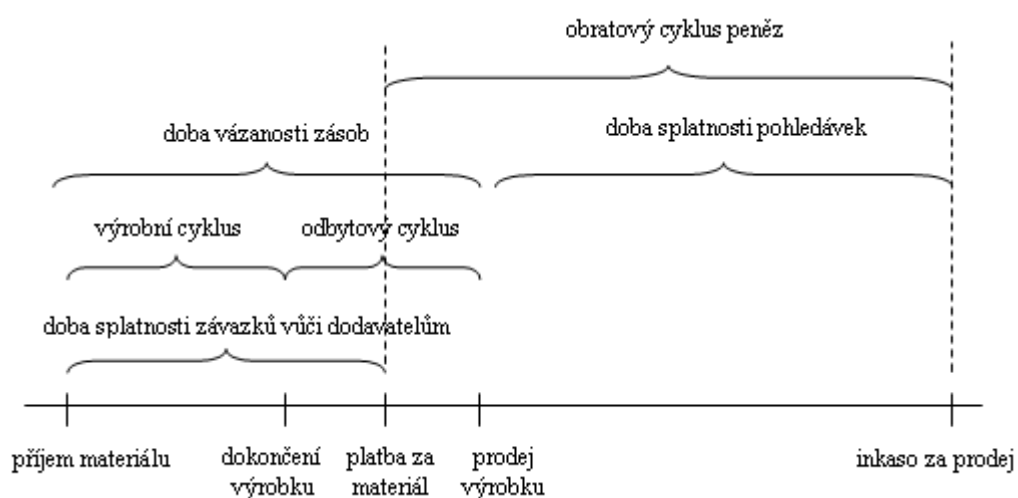 obratový cyklus peněz
doba vázanosti zásob
doba splatnosti pohledávek
výrobní cyklus
odbytový cyklus
doba splatnosti závazků vůči dodavatelům
příjem materiálu
dokončení
výrobku
platba za
materiál
prodej
výrobku
inkaso za prodej